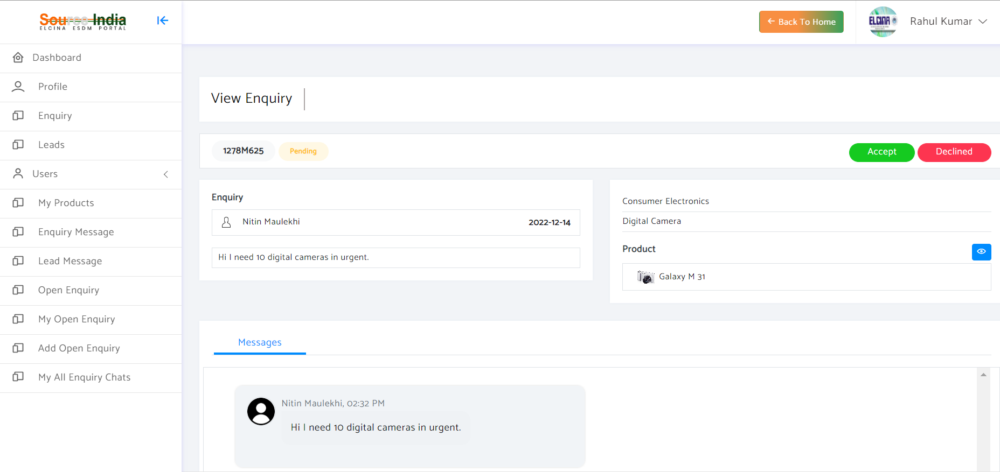 Source India
ELCINA ESDM PORTAL
Back To Home
ELCINA
Rahul Kumar
Dashboard
Profile
Enquiry
Leads
Users
My Products
Enquiry Message
Lead Message
Open Enquiry
My Open Enquiry
Add Open Enquiry
My All Enquiry Chats
View Enquiry
1278M625
Pending
Accept
Declined
Enquiry
Nitin Maulekhi
2022-12-14
Hi I need 10 digital cameras in urgent.
Consumer Electronics
Digital Camera
Product
Galaxy M 31
Messages
Nitin Maulekhi, 02:32 PM
Hi I need 10 digital cameras in urgent.